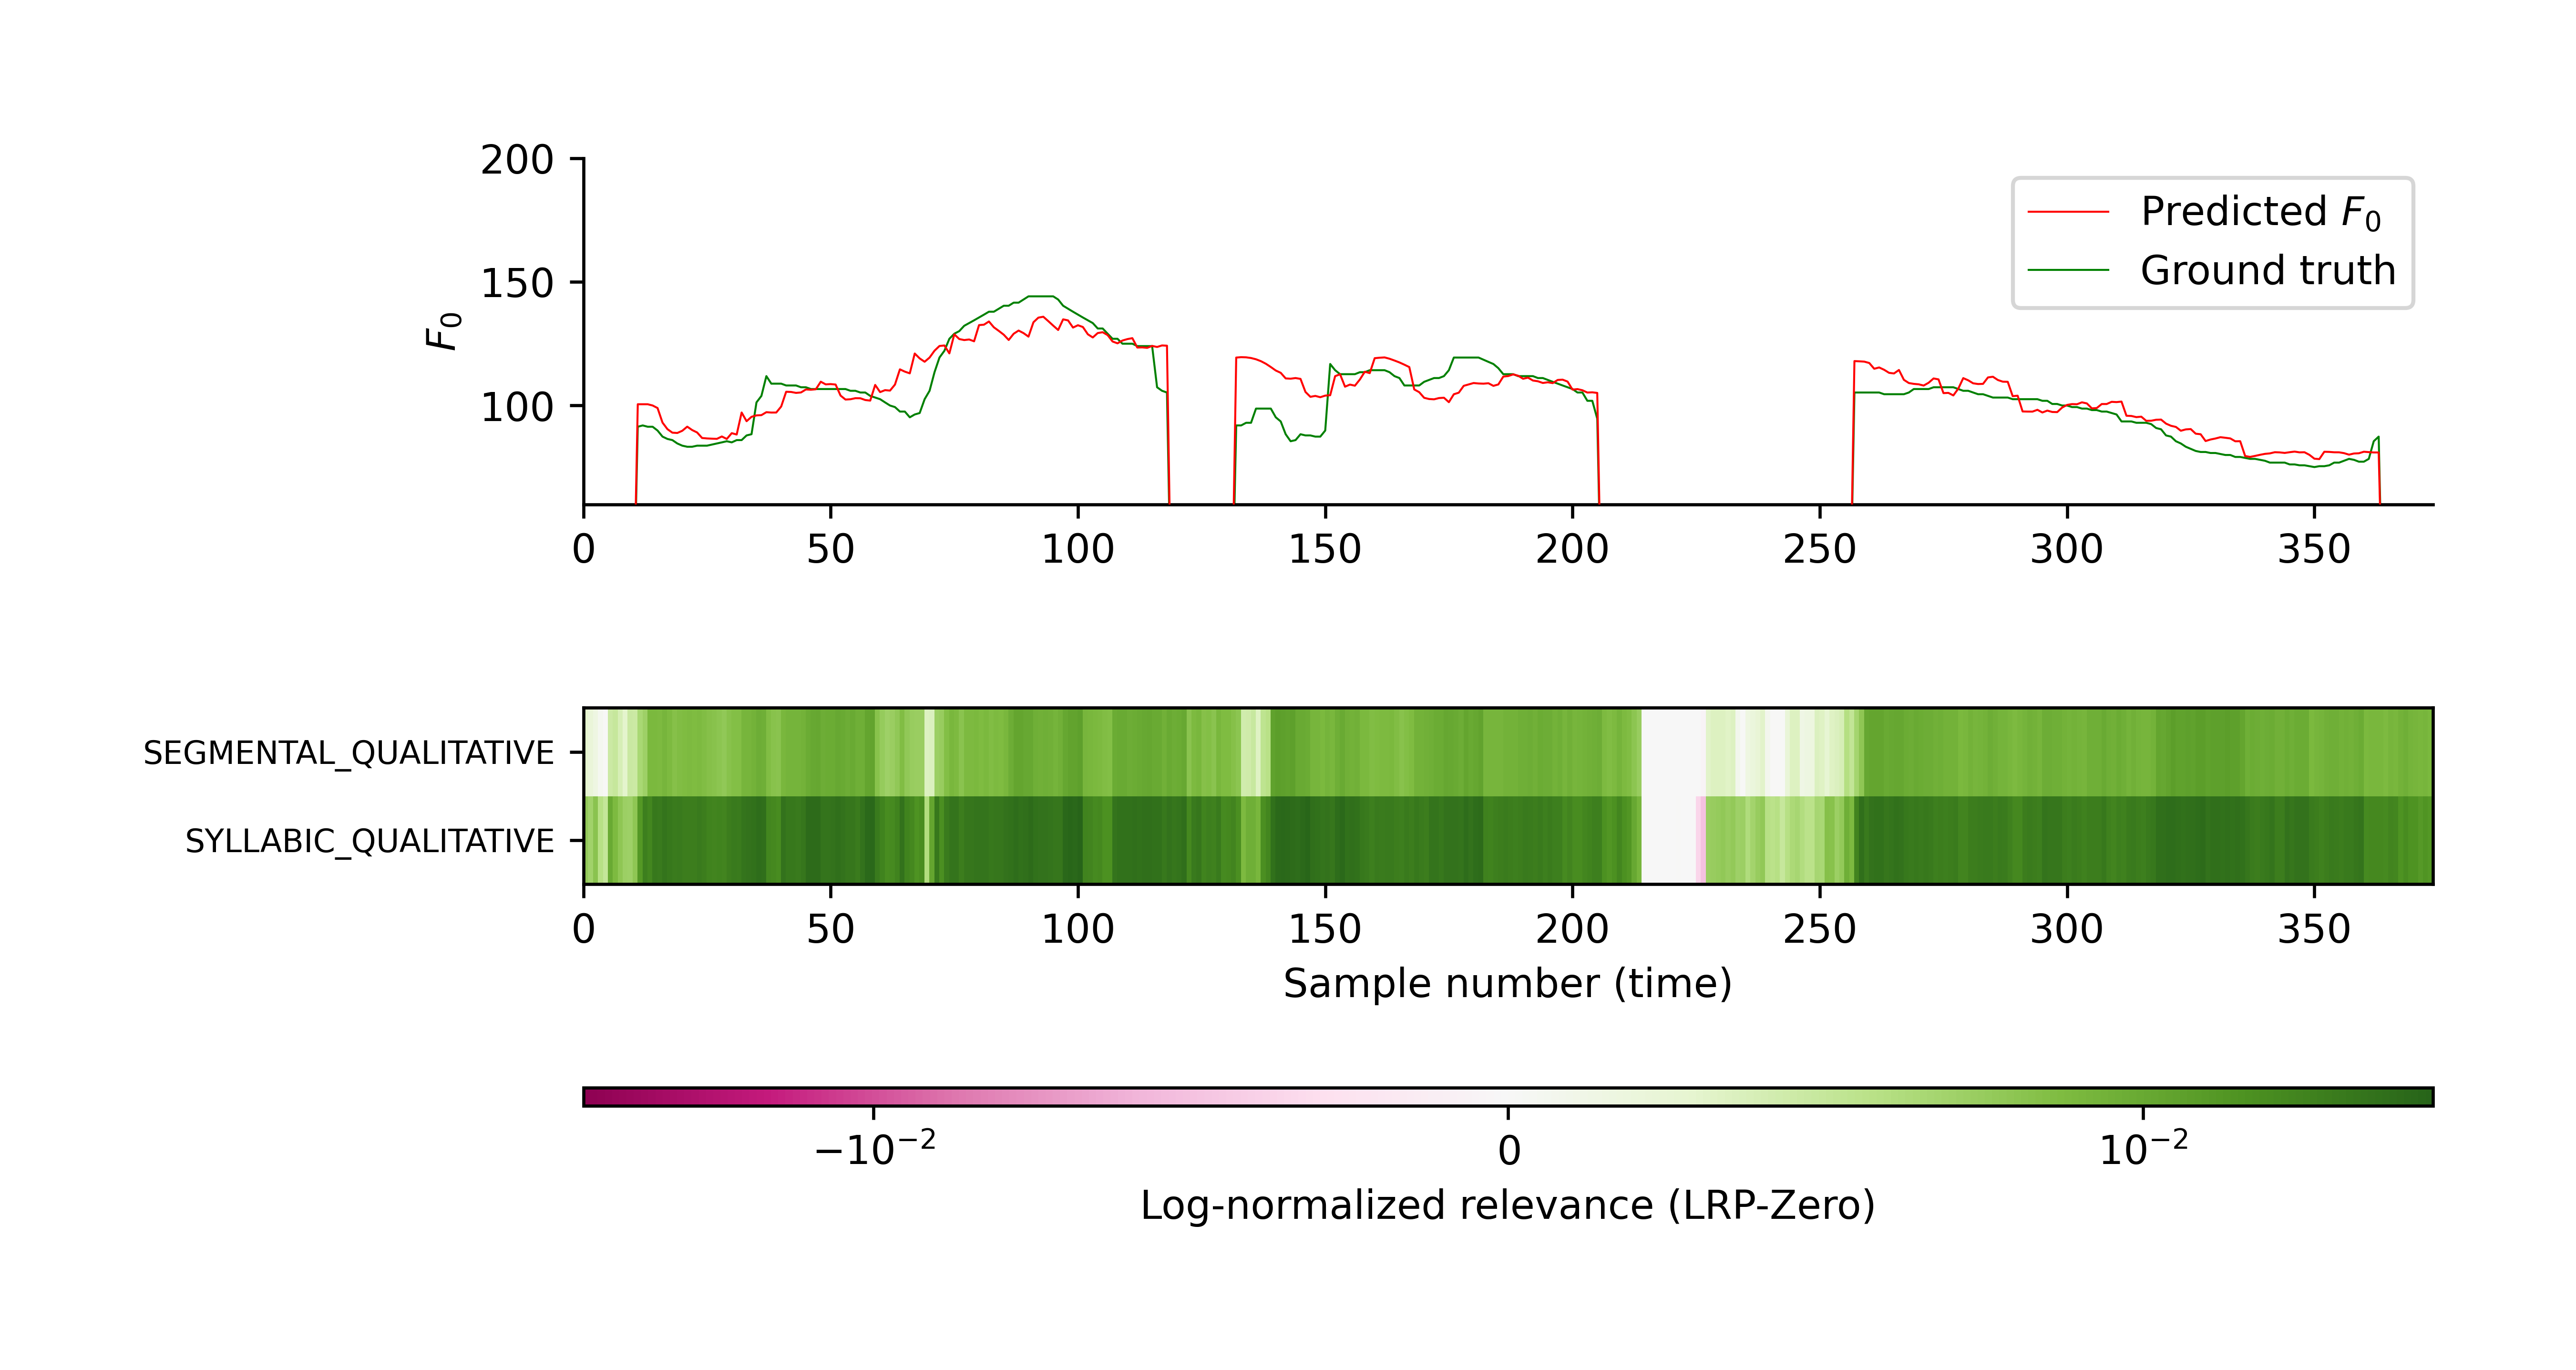 200
150
100
F₀
Predicted F₀
Ground truth
0 50 100 150 200 250 300 350
SEGMENTAL_QUALITATIVE
SYLLABIC_QUALITATIVE
0 50 100 150 200 250 300 350
Sample number (time)
−10⁻² 0 10⁻²
Log-normalized relevance (LRP-Zero)